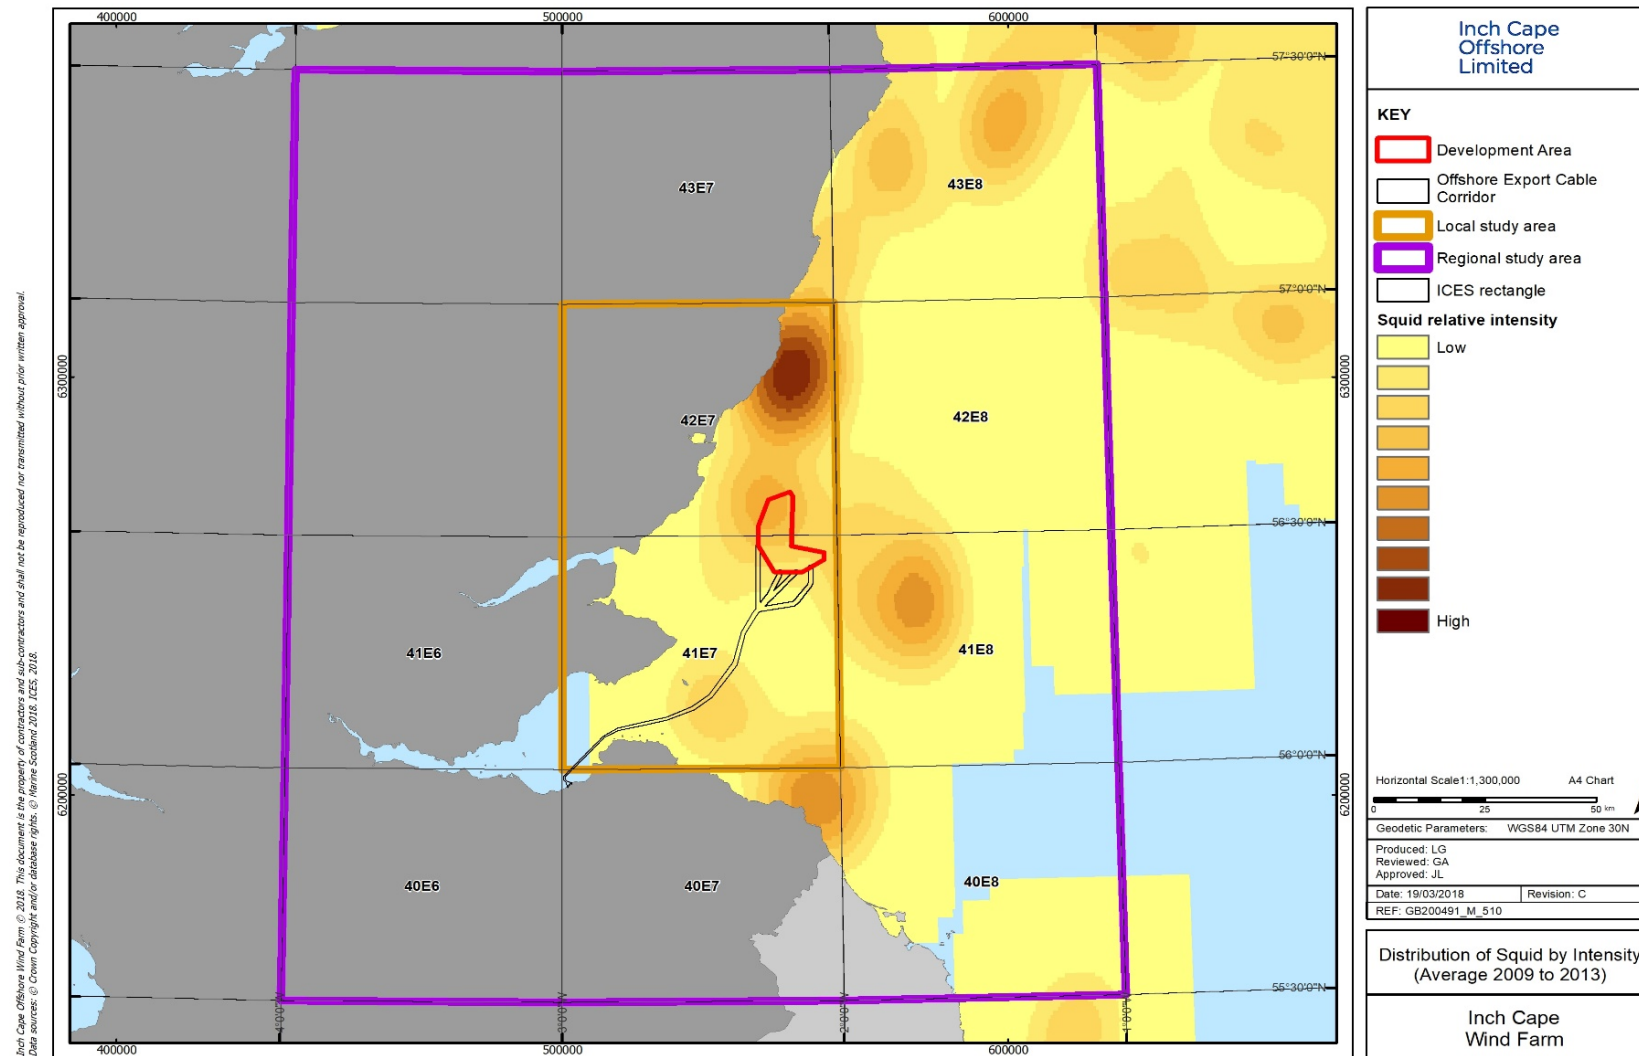 400000
500000
600000
57°30'0"N
43E7
43E8
57°0'0"N
6300000
6300000
42E7
42E8
56°30'0"N
41E6
41E7
41E8
56°0'0"N
6200000
6200000
40E6
40E7
40E8
55°30'0"N
4°0'0"W
3°0'0"W
2°0'0"W
1°0'0"W
400000
500000
600000
Inch Cape Offshore Wind Farm © 2018. This document is the property of contractors and sub-contractors and shall not be reproduced nor transmitted without prior written approval.
Data sources: © Crown Copyright and/or database rights. © Marine Scotland 2018. ICES, 2018.
Inch Cape
Offshore
Limited
KEY
Development Area
Offshore Export Cable
Corridor
Local study area
Regional study area
ICES rectangle
Squid relative intensity
Low
High
Horizontal Scale1:1,300,000 A4 Chart
0 25 50 km
Geodetic Parameters: WGS84 UTM Zone 30N
Produced: LG
Reviewed: GA
Approved: JL
Date: 19/03/2018 Revision: C
REF: GB200491_M_510
Distribution of Squid by Intensity
(Average 2009 to 2013)
Inch Cape
Wind Farm